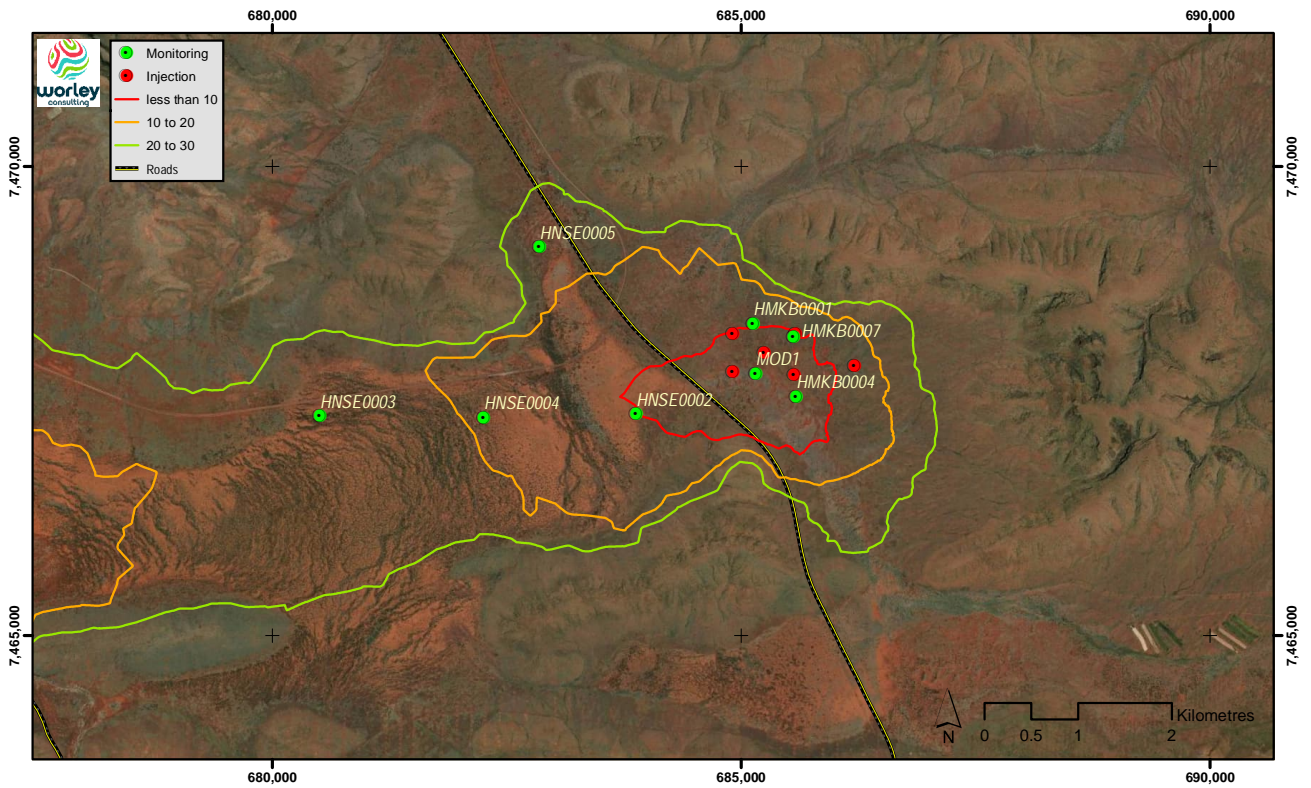 680,000
685,000
690,000
worley
consulting
Monitoring
Injection
less than 10
10 to 20
20 to 30
Roads
7,470,000
7,470,000
HNSE0005
HMKB0001
HMKB0007
MOD1
HMKB0004
HNSE0003
HNSE0004
HNSE0002
7,465,000
7,465,000
N
0
0.5
1
2
Kilometres
680,000
685,000
690,000